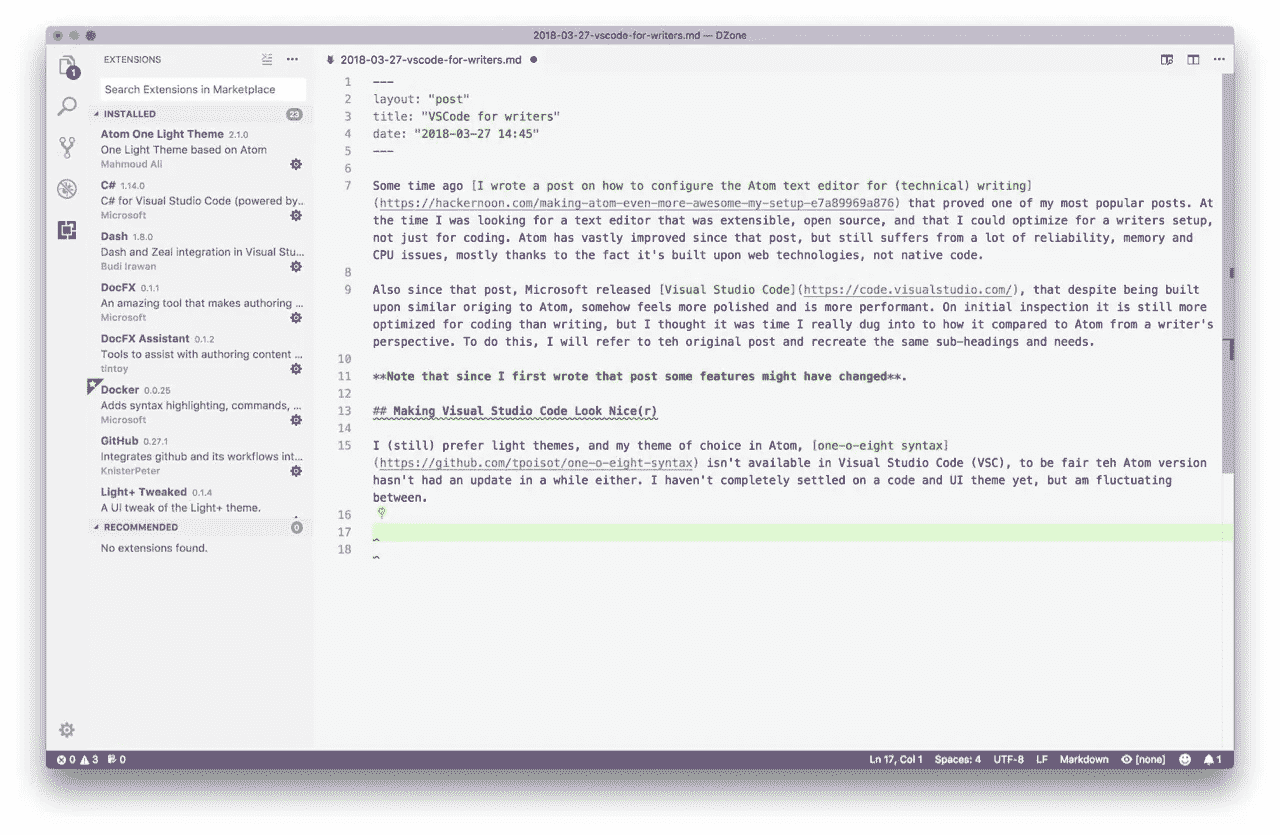 2018-03-27-vscode-for-writers.md — DZone
1
EXTENSIONS
Search Extensions in Marketplace
INSTALLED 23
Atom One Light Theme 2.1.0
One Light Theme based on Atom
Mahmoud Ali
C# 1.14.0
C# for Visual Studio Code (powered by...
Microsoft
Dash 1.8.0
Dash and Zeal integration in Visual Stu...
Budi Irawan
DocFX 0.1.1
An amazing tool that makes authoring ...
Microsoft
DocFX Assistant 0.1.2
Tools to assist with authoring content ...
tintoy
Docker 0.0.25
Adds syntax highlighting, commands, ...
Microsoft
GitHub 0.27.1
Integrates github and its workflows int...
KnisterPeter
Light+ Tweaked 0.1.4
A UI tweak of the Light+ theme.
RECOMMENDED 0
No extensions found.
2018-03-27-vscode-for-writers.md
1 ---
2 layout: "post"
3 title: "VSCode for writers"
4 date: "2018-03-27 14:45"
5 ---
6
7 Some time ago [I wrote a post on how to configure the Atom text editor for (technical) writing]
(https://hackernoon.com/making-atom-even-more-awesome-my-setup-e7a89969a876) that proved one of my most popular posts. At
the time I was looking for a text editor that was extensible, open source, and that I could optimize for a writers setup,
not just for coding. Atom has vastly improved since that post, but still suffers from a lot of reliability, memory and
CPU issues, mostly thanks to the fact it's built upon web technologies, not native code.
8
9 Also since that post, Microsoft released [Visual Studio Code](https://code.visualstudio.com/), that despite being built
upon similar origing to Atom, somehow feels more polished and is more performant. On initial inspection it is still more
optimized for coding than writing, but I thought it was time I really dug into to how it compared to Atom from a writer's
perspective. To do this, I will refer to teh original post and recreate the same sub-headings and needs.
10
11 **Note that since I first wrote that post some features might have changed**.
12
13 ## Making Visual Studio Code Look Nice(r)
14
15 I (still) prefer light themes, and my theme of choice in Atom, [one-o-eight syntax]
(https://github.com/tpoisot/one-o-eight-syntax) isn't available in Visual Studio Code (VSC), to be fair teh Atom version
hasn't had an update in a while either. I haven't completely settled on a code and UI theme yet, but am fluctuating
between.
16
17
18
0 3 0 Ln 17, Col 1 Spaces: 4 UTF-8 LF Markdown [none] 1